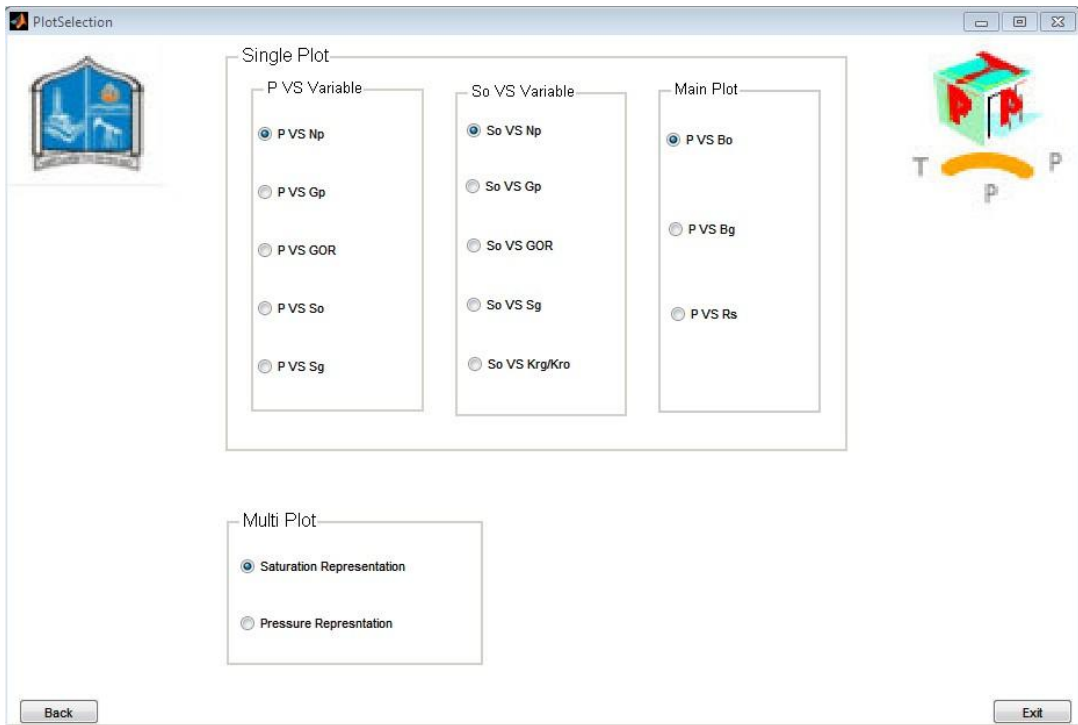 PlotSelection
Single Plot
P VS Variable
P VS Np
P VS Gp
P VS GOR
P VS So
P VS Sg
So VS Variable
So VS Np
So VS Gp
So VS GOR
So VS Sg
So VS Krg/Kro
Main Plot
P VS Bo
P VS Bg
P VS Rs
T P P
T P P
Multi Plot
Saturation Representation
Pressure Represntation
Back
Exit